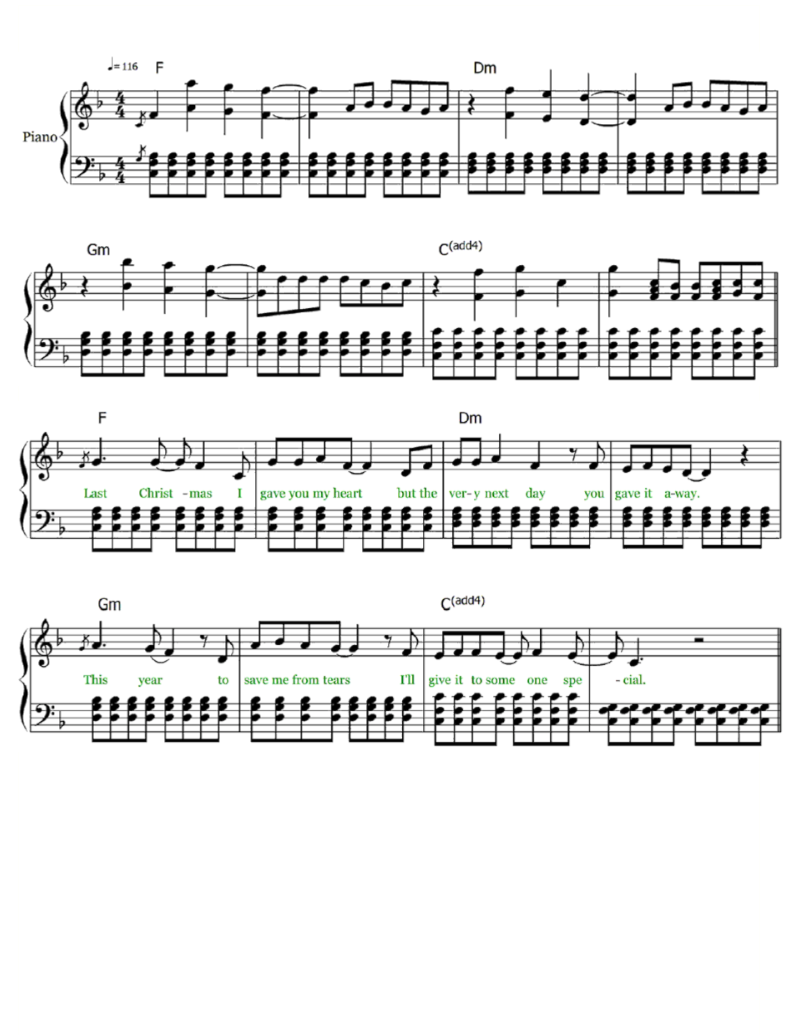 ♩= 116 F Dm
4 4
Piano
4 4
Gm C(add4)
F Dm
Last Christ -mas I gave you my heart but the ver-y next day you gave it a-way.
Gm C(add4)
This year to save me from tears I'll give it to some one spe -cial.